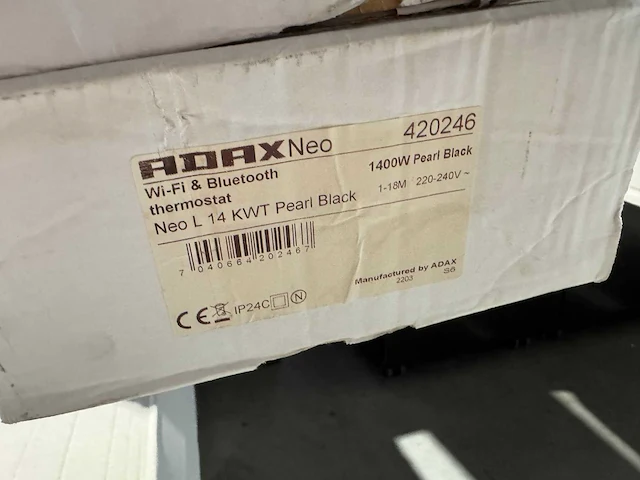 ADAX Neo 420246
Wi-Fi & Bluetooth 1400W Pearl Black
thermostat 1-18M 220-240V ~
Neo L 14 KWT Pearl Black
7 040664 202467
Manufactured by ADAX
2203 S6
CE IP24C N